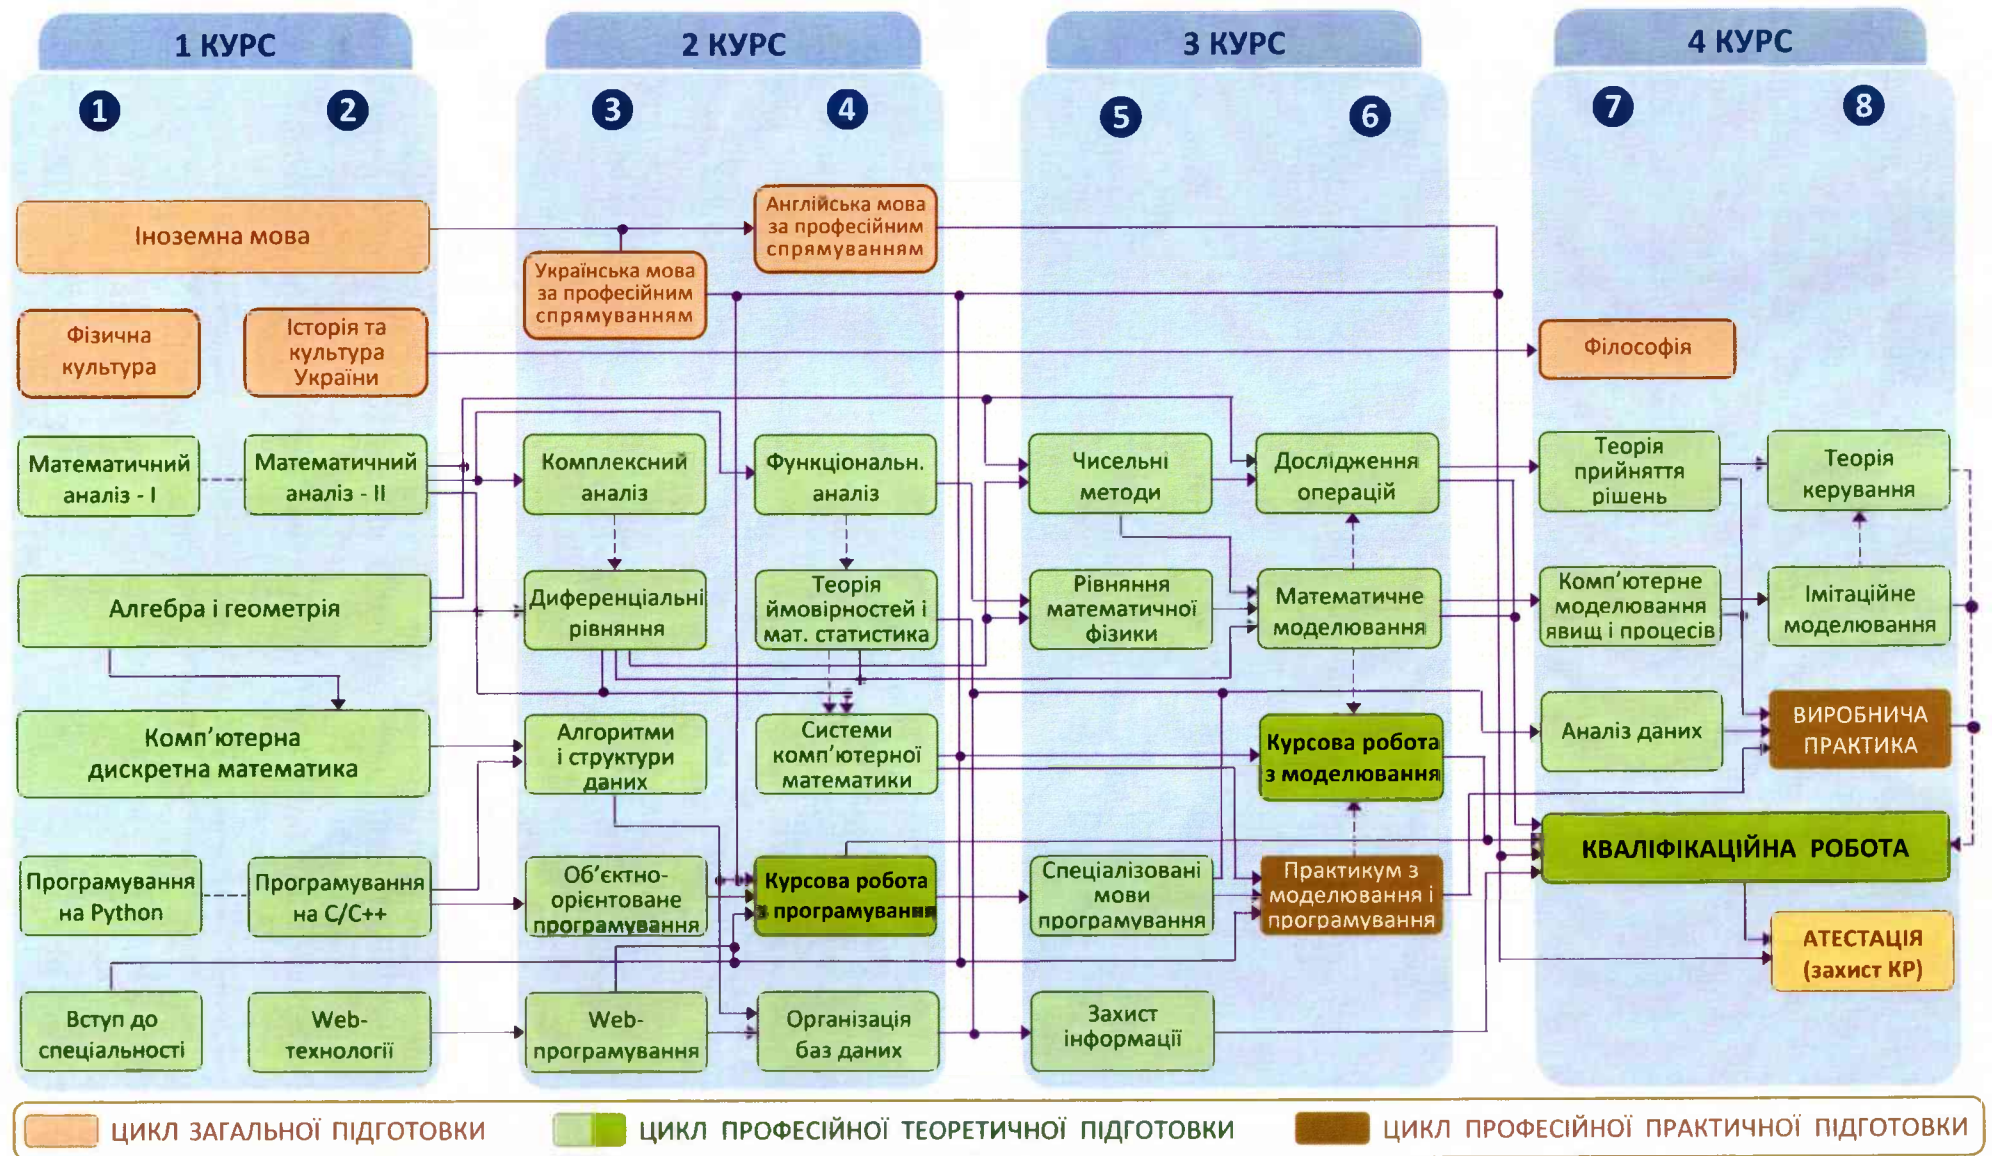 1 КУРС
2 КУРС
3 КУРС
4 КУРС
1
2
3
4
5
6
7
8
Іноземна мова
Англійська мова
за професійним
спрямуванням
Українська мова
за професійним
спрямуванням
Фізична
культура
Історія та
культура
України
Філософія
Математичний
аналіз - І
Математичний
аналіз - ІІ
Комплексний
аналіз
Функціональн.
аналіз
Чисельні
методи
Дослідження
операцій
Теорія
прийняття
рішень
Теорія
керування
Алгебра і геометрія
Диференціальні
рівняння
Теорія
ймовірностей і
мат. статистика
Рівняння
математичної
фізики
Математичне
моделювання
Комп'ютерне
моделювання
явищ і процесів
Імітаційне
моделювання
Комп'ютерна
дискретна математика
Алгоритми
і структури
даних
Системи
комп'ютерної
математики
Курсова робота
з моделювання
Аналіз даних
ВИРОБНИЧА
ПРАКТИКА
КВАЛІФІКАЦІЙНА РОБОТА
Програмування
на Python
Програмування
на С/С++
Об'єктно-
орієнтоване
програмування
Курсова робота
з програмування
Спеціалізовані
мови
програмування
Практикум з
моделювання і
програмування
АТЕСТАЦІЯ
(захист КР)
Вступ до
спеціальності
Web-
технології
Web-
програмування
Організація
баз даних
Захист
інформації
ЦИКЛ ЗАГАЛЬНОЇ ПІДГОТОВКИ
ЦИКЛ ПРОФЕСІЙНОЇ ТЕОРЕТИЧНОЇ ПІДГОТОВКИ
ЦИКЛ ПРОФЕСІЙНОЇ ПРАКТИЧНОЇ ПІДГОТОВКИ